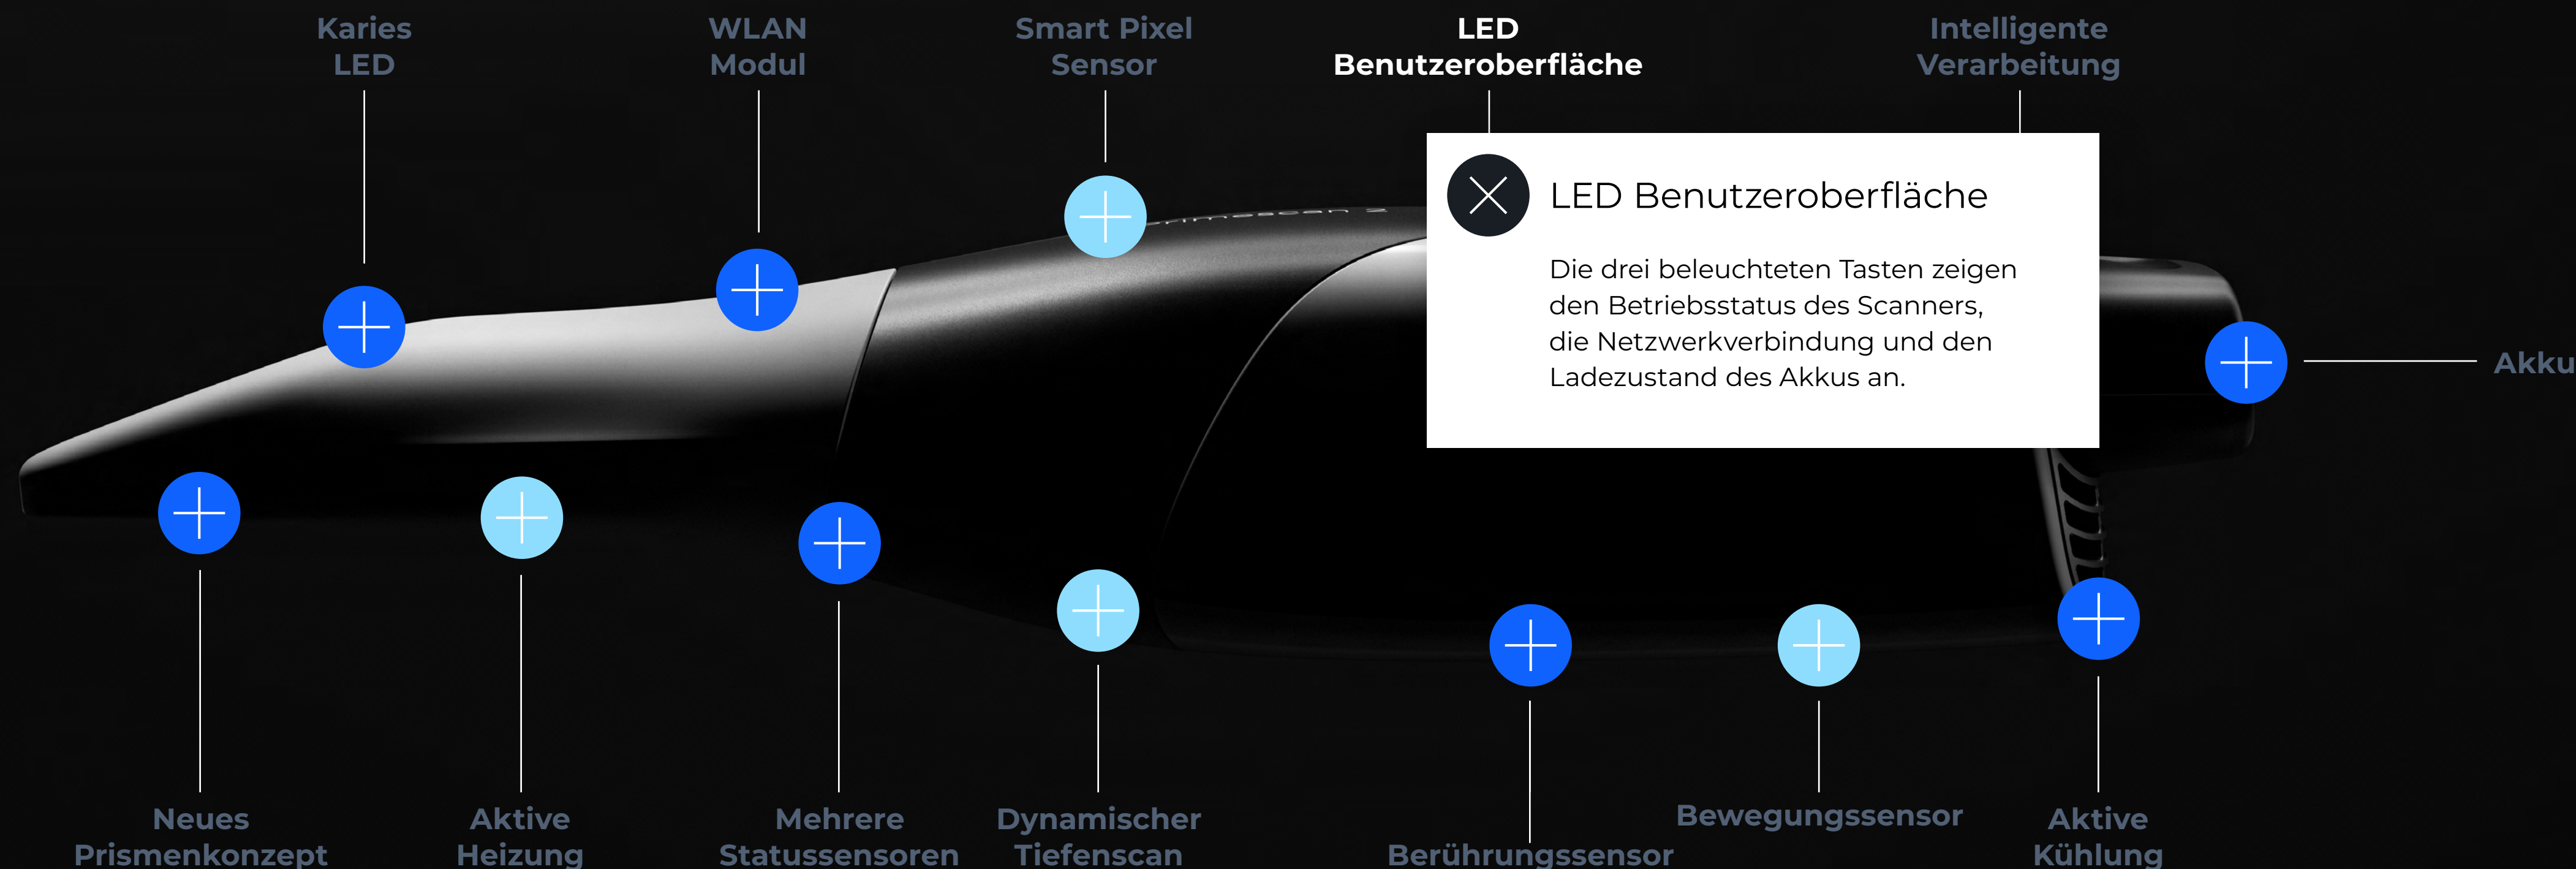 Karies
LED
WLAN
Modul
Smart Pixel
Sensor
LED
Benutzeroberfläche
Intelligente
Verarbeitung
LED Benutzeroberfläche
Die drei beleuchteten Tasten zeigen
den Betriebsstatus des Scanners,
die Netzwerkverbindung und den
Ladezustand des Akkus an.
Akku
Neues
Prismenkonzept
Aktive
Heizung
Mehrere
Statussensoren
Dynamischer
Tiefenscan
Berührungssensor
Bewegungssensor
Aktive
Kühlung